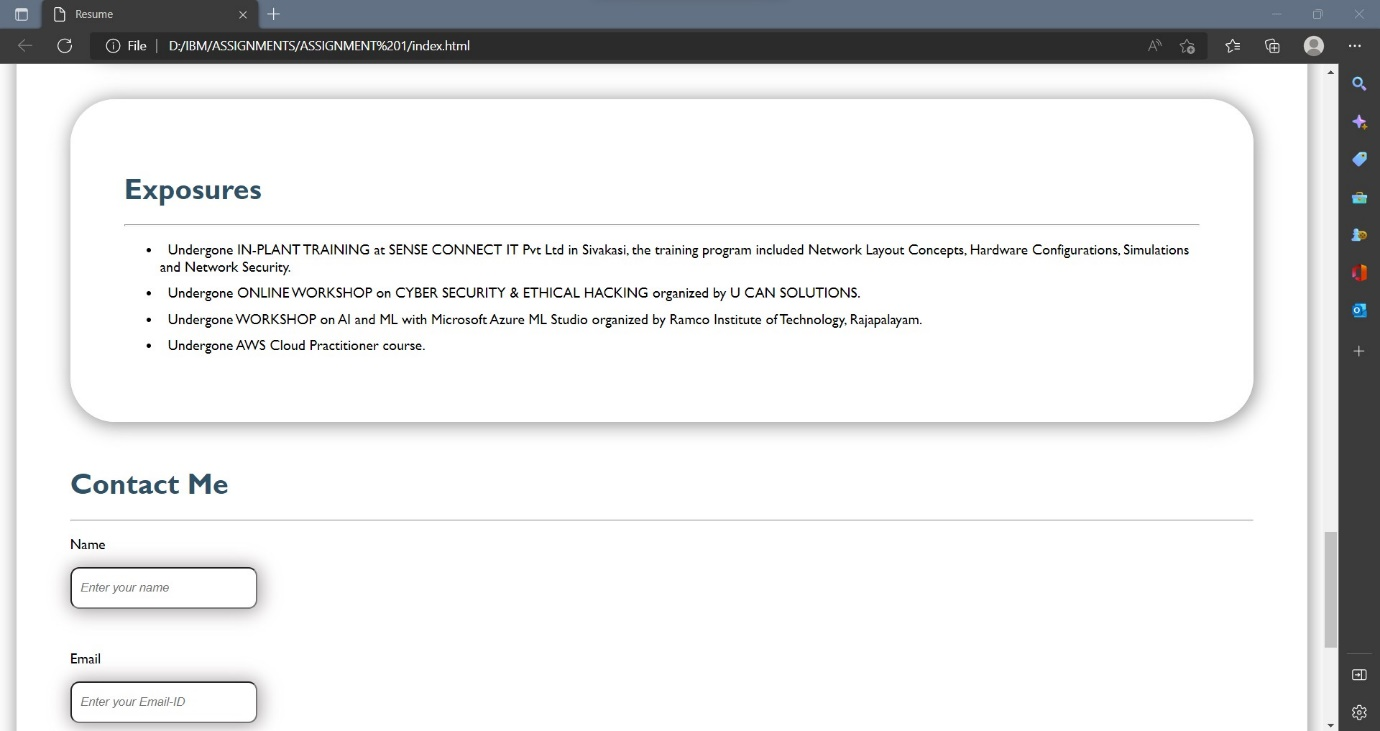 Resume
File
D:/IBM/ASSIGNMENTS/ASSIGNMENT%201/index.html
Exposures
• Undergone IN-PLANT TRAINING at SENSE CONNECT IT Pvt Ltd in Sivakasi, the training program included Network Layout Concepts, Hardware Configurations, Simulations
and Network Security.
• Undergone ONLINE WORKSHOP on CYBER SECURITY & ETHICAL HACKING organized by U CAN SOLUTIONS.
• Undergone WORKSHOP on AI and ML with Microsoft Azure ML Studio organized by Ramco Institute of Technology, Rajapalayam.
• Undergone AWS Cloud Practitioner course.
Contact Me
Name
Enter your name
Email
Enter your Email-ID